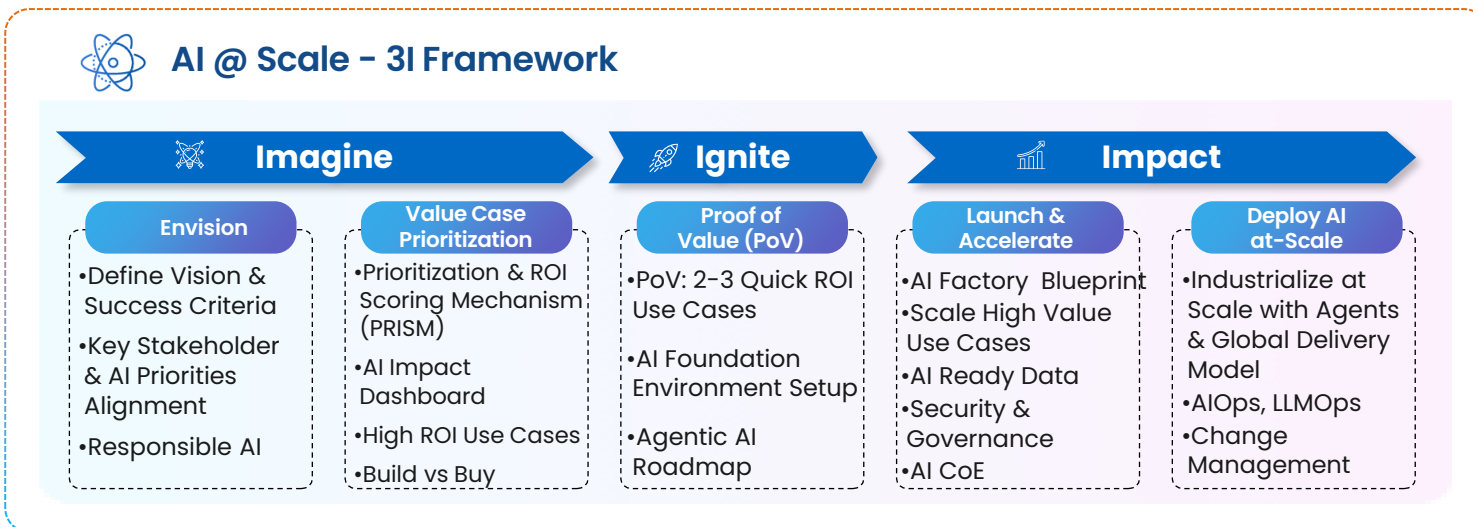 AI @ Scale - 3I Framework
Imagine
Ignite
Impact
Envision
•Define Vision &
Success Criteria
•Key Stakeholder
& AI Priorities
Alignment
•Responsible AI
Value Case
Prioritization
•Prioritization & ROI
Scoring Mechanism
(PRISM)
•AI Impact
Dashboard
•High ROI Use Cases
•Build vs Buy
Proof of
Value (PoV)
•PoV: 2-3 Quick ROI
Use Cases
•AI Foundation
Environment Setup
•Agentic AI
Roadmap
Launch &
Accelerate
•AI Factory Blueprint
•Scale High Value
Use Cases
•AI Ready Data
•Security &
Governance
•AI CoE
Deploy AI
at-Scale
•Industrialize at
Scale with Agents
& Global Delivery
Model
•AIOps, LLMOps
•Change
Management